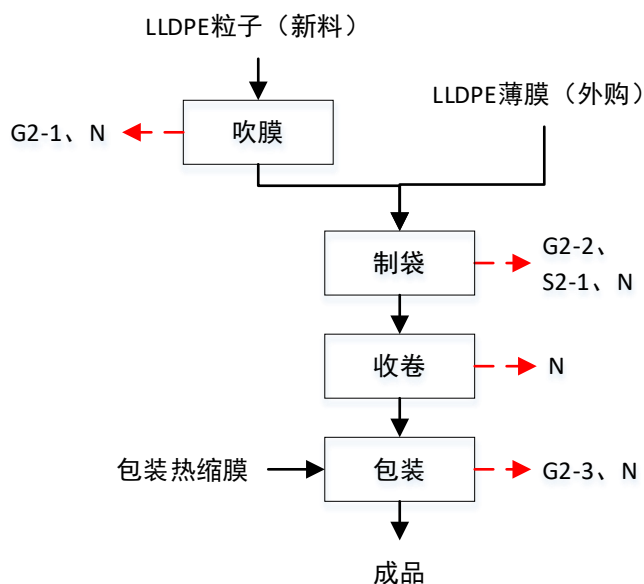 LLDPE粒子（新料）
LLDPE薄膜（外购）
G2-1、N
吹膜
制袋
G2-2、
S2-1、N
收卷
N
包装热缩膜
包装
G2-3、N
成品